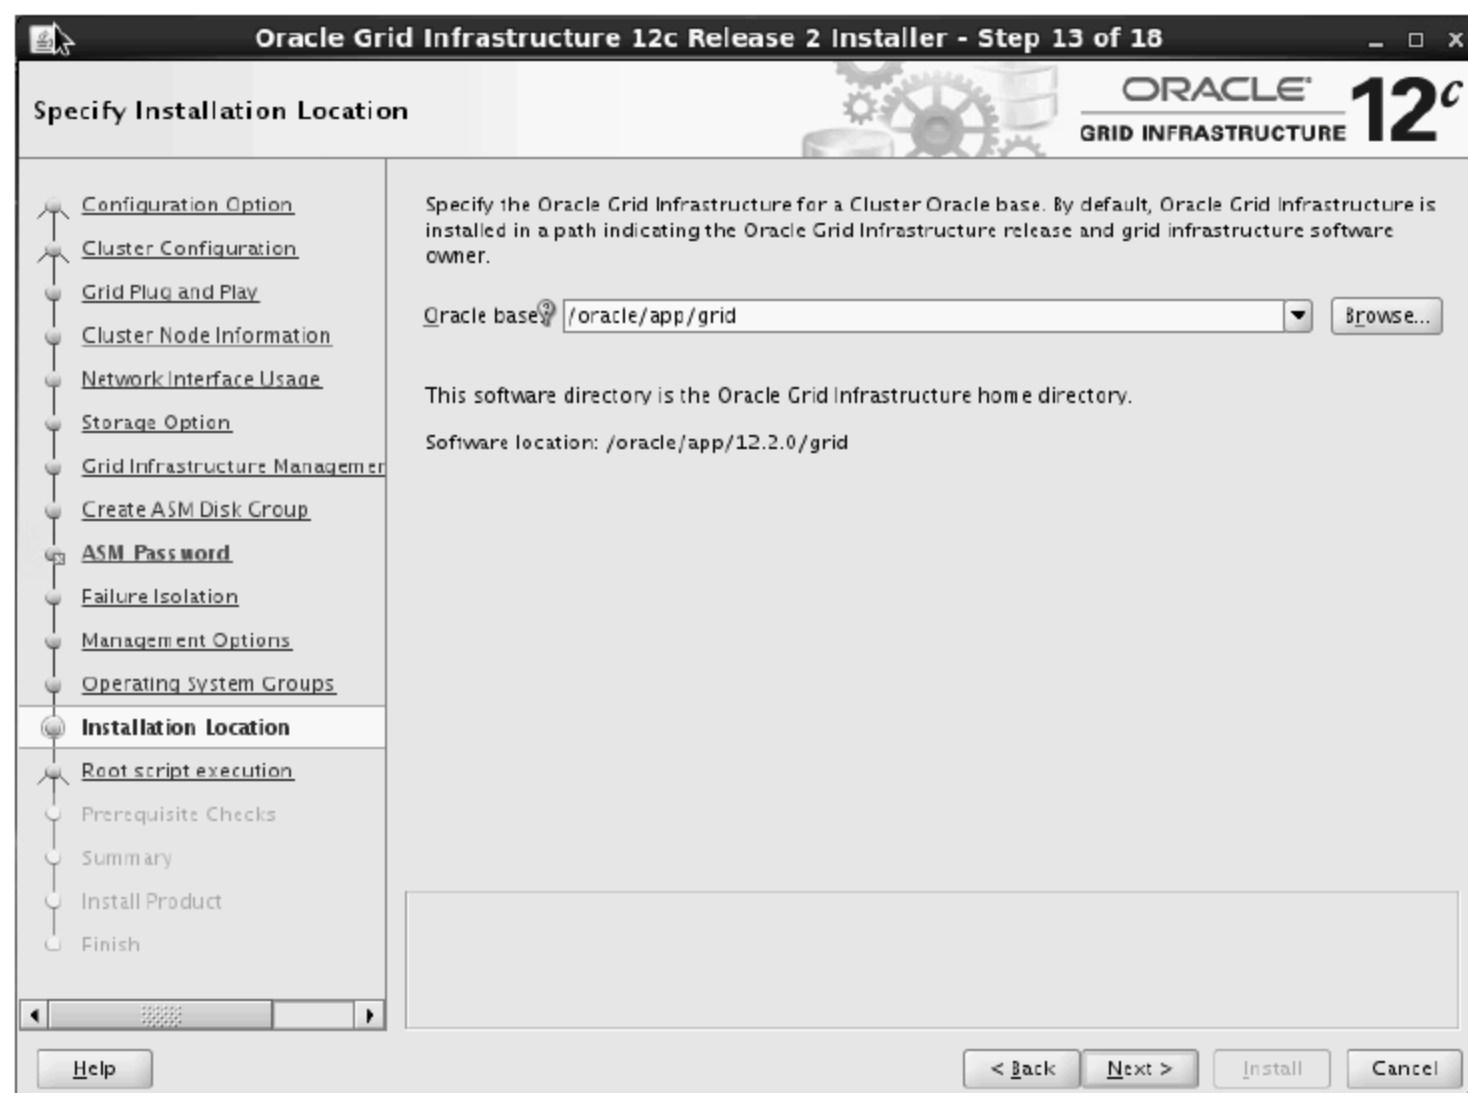 Oracle Grid Infrastructure 12c Release 2 Installer - Step 13 of 18
Specify Installation Location
ORACLE
GRID INFRASTRUCTURE
12c
Configuration Option
Cluster Configuration
Grid Plug and Play
Cluster Node Information
Network Interface Usage
Storage Option
Grid Infrastructure Managemer
Create ASM Disk Group
ASM Password
Failure Isolation
Management Options
Operating System Groups
Installation Location
Root script execution
Prerequisite Checks
Summary
Install Product
Finish
Specify the Oracle Grid Infrastructure for a Cluster Oracle base. By default, Oracle Grid Infrastructure is
installed in a path indicating the Oracle Grid Infrastructure release and grid infrastructure software
owner.
Oracle base: /oracle/app/grid Browse...
This software directory is the Oracle Grid Infrastructure home directory.
Software location: /oracle/app/12.2.0/grid
Help < Back Next > Install Cancel